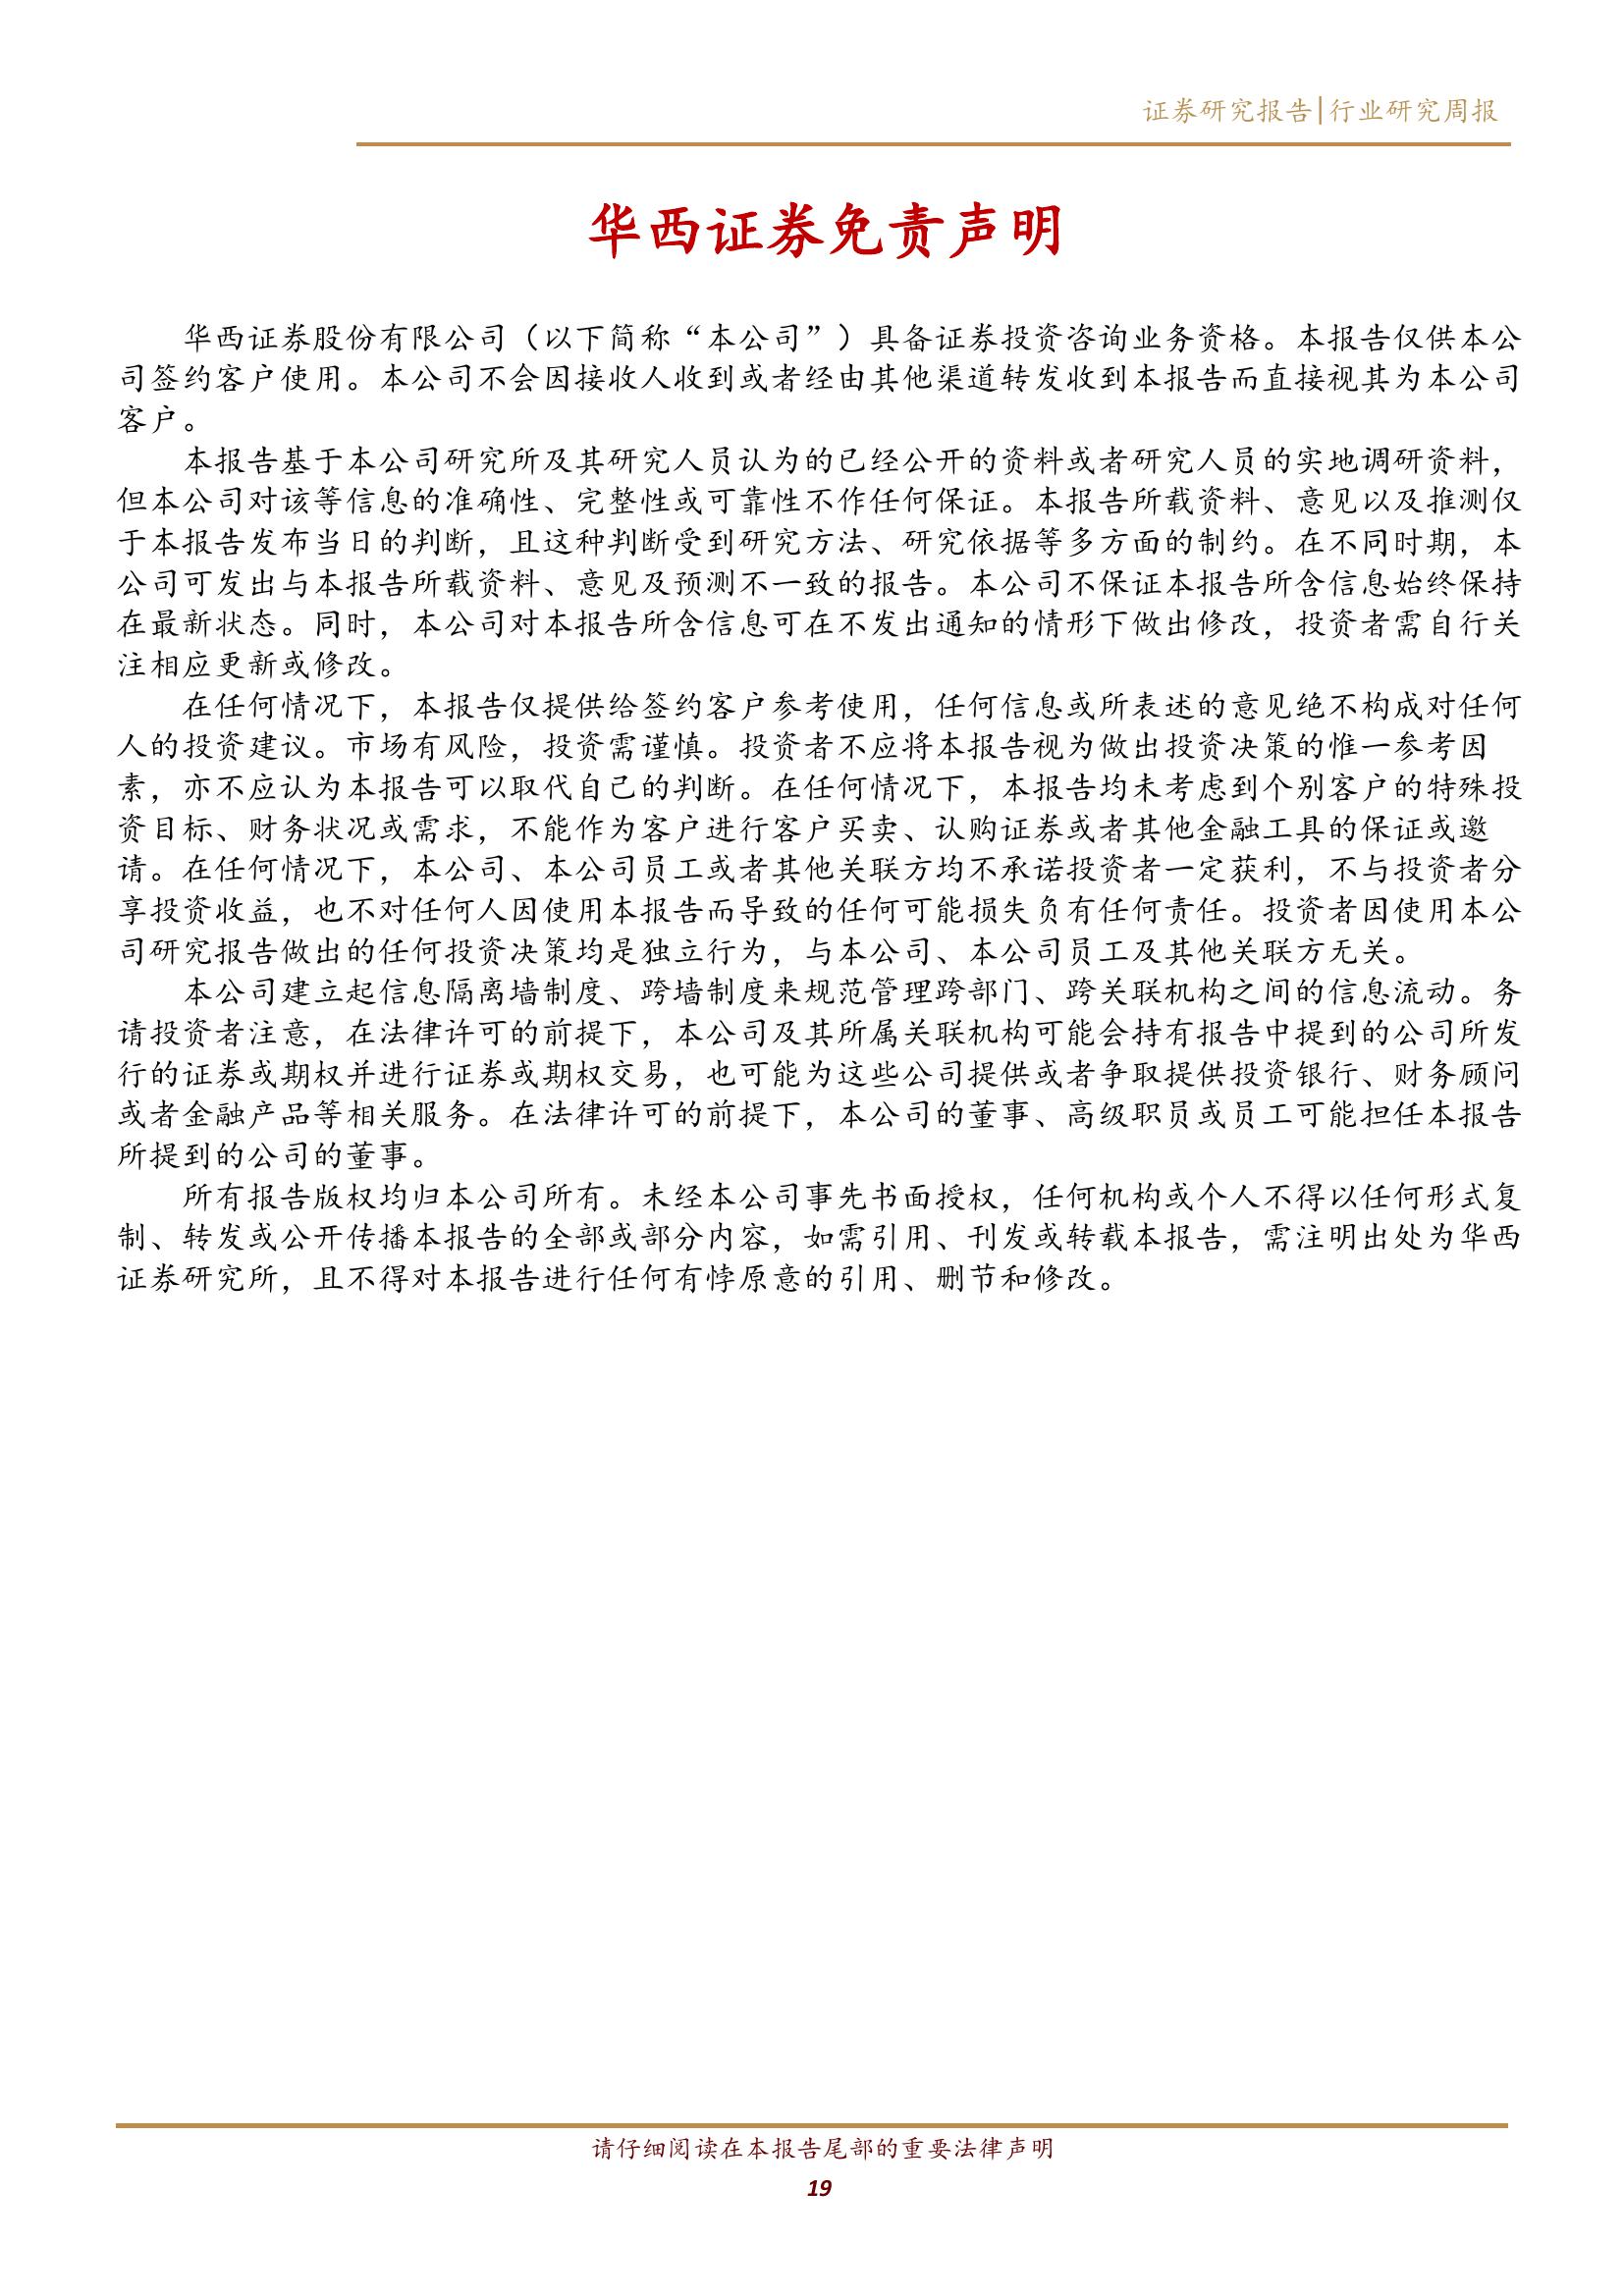 证券研究报告|行业研究周报
华西证券免责声明
华西证券股份有限公司（以下简称“本公司”）具备证券投资咨询业务资格。本报告仅供本公
司签约客户使用。本公司不会因接收人收到或者经由其他渠道转发收到本报告而直接视其为本公司
客户。
本报告基于本公司研究所及其研究人员认为的已经公开的资料或者研究人员的实地调研资料，
但本公司对该等信息的准确性、完整性或可靠性不作任何保证。本报告所载资料、意见以及推测仅
于本报告发布当日的判断，且这种判断受到研究方法、研究依据等多方面的制约。在不同时期，本
公司可发出与本报告所载资料、意见及预测不一致的报告。本公司不保证本报告所含信息始终保持
在最新状态。同时，本公司对本报告所含信息可在不发出通知的情形下做出修改，投资者需自行关
注相应更新或修改。
在任何情况下，本报告仅提供给签约客户参考使用，任何信息或所表述的意见绝不构成对任何
人的投资建议。市场有风险，投资需谨慎。投资者不应将本报告视为做出投资决策的惟一参考因
素，亦不应认为本报告可以取代自己的判断。在任何情况下，本报告均未考虑到个别客户的特殊投
资目标、财务状况或需求，不能作为客户进行客户买卖、认购证券或者其他金融工具的保证或邀
请。在任何情况下，本公司、本公司员工或者其他关联方均不承诺投资者一定获利，不与投资者分
享投资收益，也不对任何人因使用本报告而导致的任何可能损失负有任何责任。投资者因使用本公
司研究报告做出的任何投资决策均是独立行为，与本公司、本公司员工及其他关联方无关。
本公司建立起信息隔离墙制度、跨墙制度来规范管理跨部门、跨关联机构之间的信息流动。务
请投资者注意，在法律许可的前提下，本公司及其所属关联机构可能会持有报告中提到的公司所发
行的证券或期权并进行证券或期权交易，也可能为这些公司提供或者争取提供投资银行、财务顾问
或者金融产品等相关服务。在法律许可的前提下，本公司的董事、高级职员或员工可能担任本报告
所提到的公司的董事。
所有报告版权均归本公司所有。未经本公司事先书面授权，任何机构或个人不得以任何形式复
制、转发或公开传播本报告的全部或部分内容，如需引用、刊发或转载本报告，需注明出处为华西
证券研究所，且不得对本报告进行任何有悖原意的引用、删节和修改。
请仔细阅读在本报告尾部的重要法律声明
19